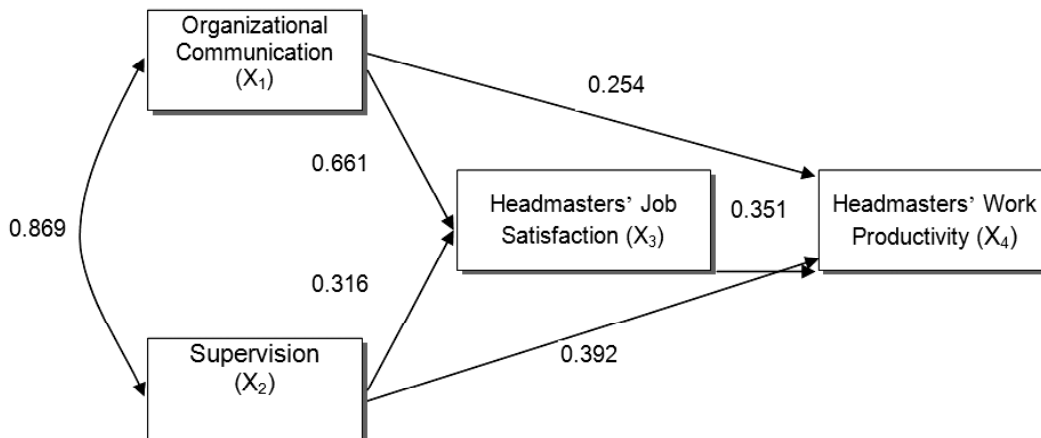 Organizational
Communication
(X₁)
0.254
0.661
Headmasters’ Job
Satisfaction (X₃)
0.351
Headmasters’ Work
Productivity (X₄)
0.869
0.316
Supervision
(X₂)
0.392